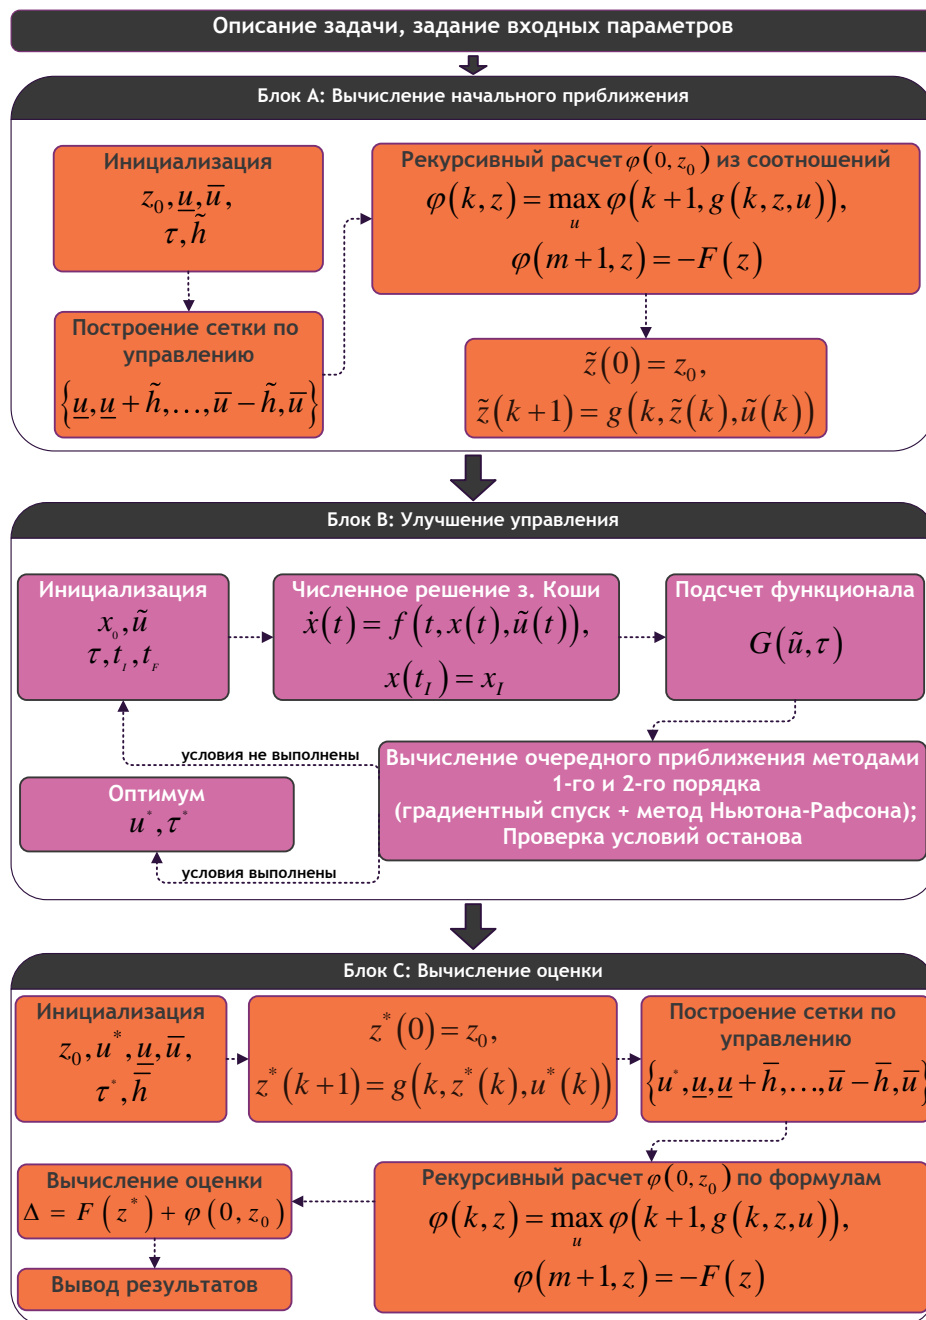 Описание задачи, задание входных параметров
Блок A: Вычисление начального приближения
Инициализация
z₀, u̲, u̅,
τ, h̃
Построение сетки по
управлению
{u̲, u̲ + h̃, …, u̅ − h̃, u̅}
Рекурсивный расчет φ(0, z₀) из соотношений
φ(k, z) = max φ(k + 1, g(k, z, u)),
u
φ(m + 1, z) = −F(z)
z̃(0) = z₀,
z̃(k + 1) = g(k, z̃(k), ũ(k))
Блок B: Улучшение управления
Инициализация
x₀, ũ
τ, t_I, t_F
Численное решение з. Коши
ẋ(t) = f(t, x(t), ũ(t)),
x(t_I) = x_I
Подсчет функционала
G(ũ, τ)
условия не выполнены
Вычисление очередного приближения методами
1-го и 2-го порядка
(градиентный спуск + метод Ньютона-Рафсона);
Проверка условий останова
Оптимум
u*, τ*
условия выполнены
Блок C: Вычисление оценки
Инициализация
z₀, u*, u̲, u̅,
τ*, h̅
z*(0) = z₀,
z*(k + 1) = g(k, z*(k), u*(k))
Построение сетки по
управлению
{u*, u̲, u̲ + h̅, …, u̅ − h̅, u̅}
Рекурсивный расчет φ(0, z₀) по формулам
φ(k, z) = max φ(k + 1, g(k, z, u)),
u
φ(m + 1, z) = −F(z)
Вычисление оценки
Δ = F(z*) + φ(0, z₀)
Вывод результатов